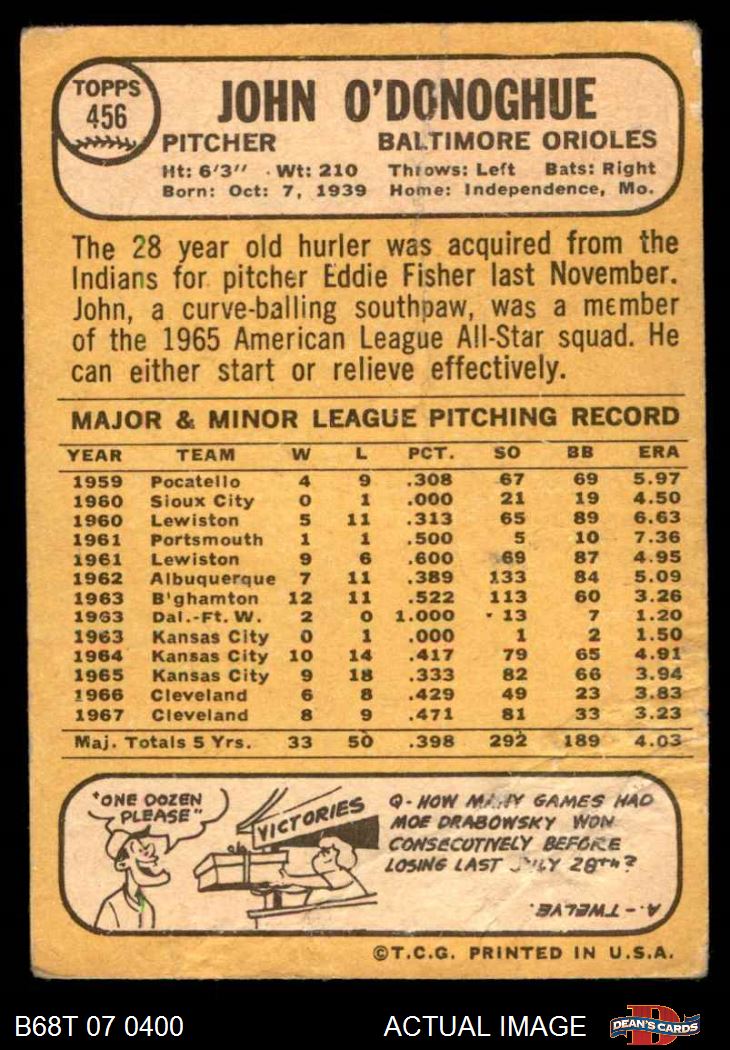 TOPPS
456
JOHN O'DONOGHUE
PITCHER BALTIMORE ORIOLES
Ht: 6'3" Wt: 210 Throws: Left Bats: Right
Born: Oct: 7, 1939 Home: Independence, Mo.
The 28 year old hurler was acquired from the
Indians for pitcher Eddie Fisher last November.
John, a curve-balling southpaw, was a member
of the 1965 American League All-Star squad. He
can either start or relieve effectively.
MAJOR & MINOR LEAGUE PITCHING RECORD
YEAR TEAM W L PCT. SO BB ERA
1959 Pocatello 4 9 .308 67 69 5.97
1960 Sioux City 0 1 .000 21 19 4.50
1960 Lewiston 5 11 .313 65 89 6.63
1961 Portsmouth 1 1 .500 5 10 7.36
1961 Lewiston 9 6 .600 69 87 4.95
1962 Albuquerque 7 11 .389 133 84 5.09
1963 B'ghamton 12 11 .522 113 60 3.26
1963 Dal.-Ft. W. 2 0 1.000 13 7 1.20
1963 Kansas City 0 1 .000 1 2 1.50
1964 Kansas City 10 14 .417 79 65 4.91
1965 Kansas City 9 18 .333 82 66 3.94
1966 Cleveland 6 8 .429 49 23 3.83
1967 Cleveland 8 9 .471 81 33 3.23
Maj. Totals 5 Yrs. 33 50 .398 292 189 4.03
"ONE DOZEN
PLEASE"
VICTORIES
Q-HOW MANY GAMES HAD
MOE DRABOWSKY WON
CONSECUTIVELY BEFORE
LOSING LAST JULY 28TH?
A-TWELVE.
©T.C.G. PRINTED IN U.S.A.
B68T 07 0400 ACTUAL IMAGE
D
DEAN'S CARDS